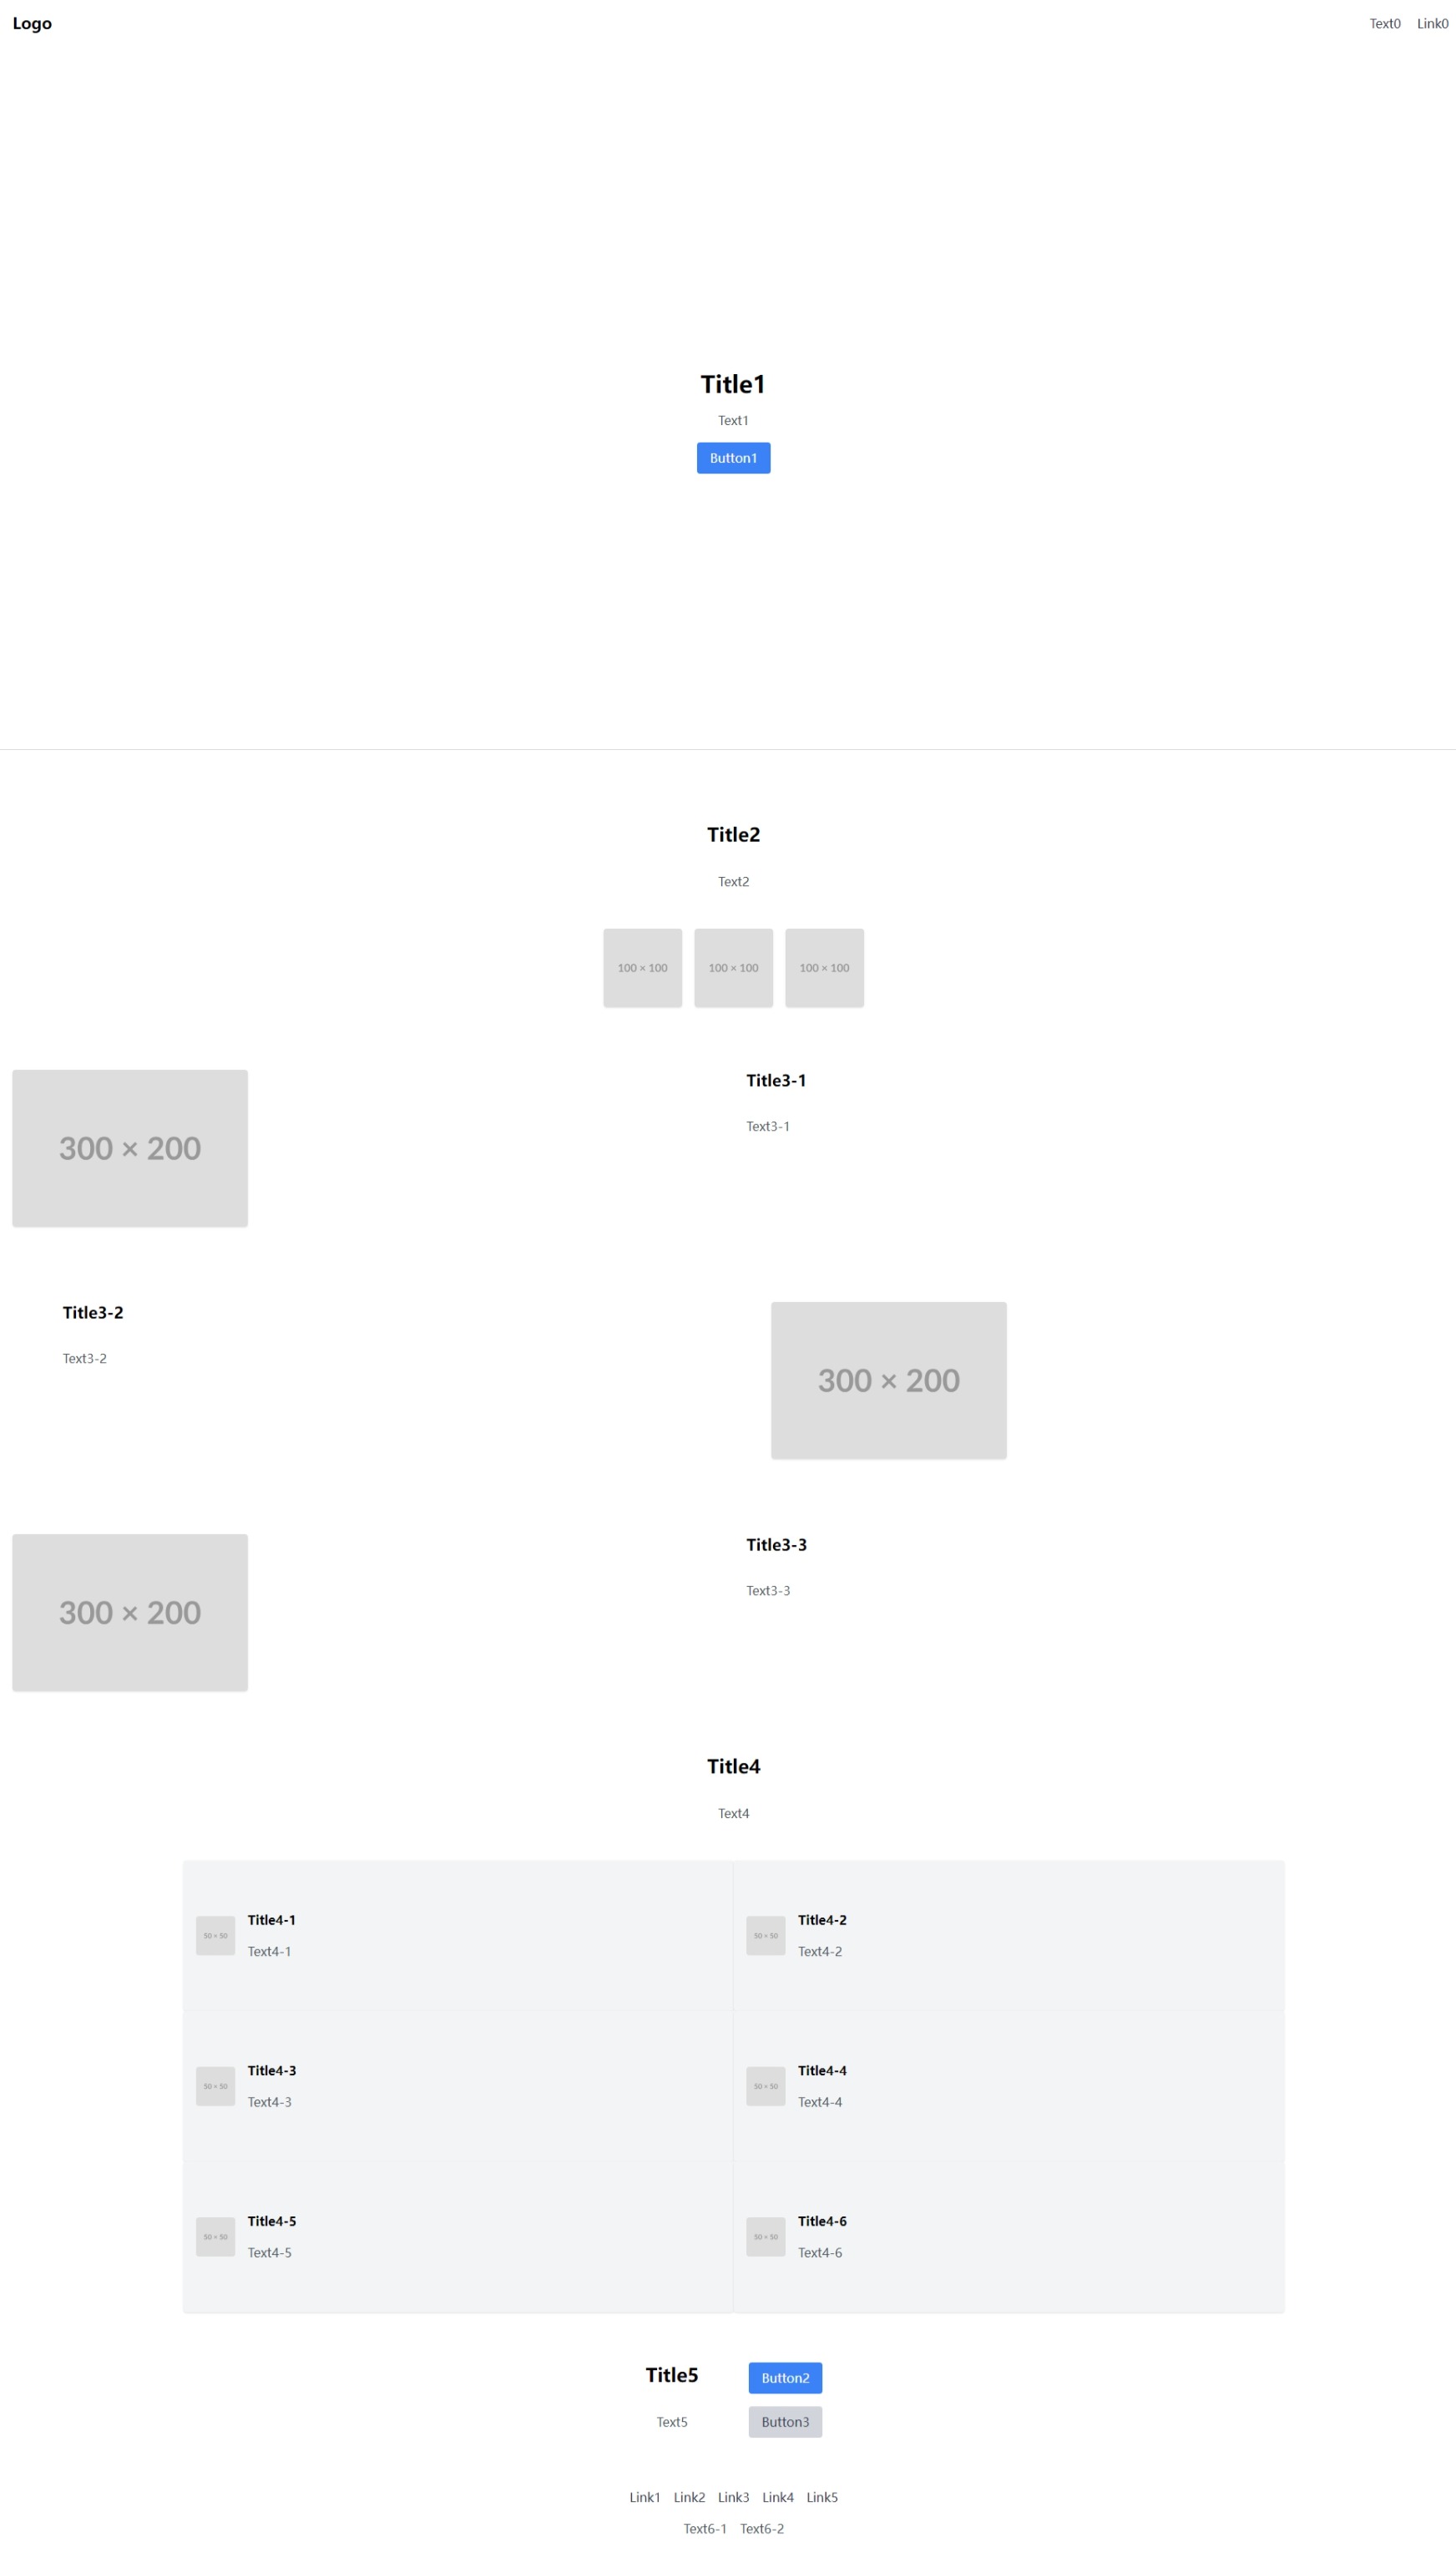 Logo
Text0 Link0
Title1
Text1
Button1
Title2
Text2
100 × 100 100 × 100 100 × 100
300 × 200
Title3-1
Text3-1
Title3-2
Text3-2
300 × 200
300 × 200
Title3-3
Text3-3
Title4
Text4
50 × 50
Title4-1
Text4-1
50 × 50
Title4-2
Text4-2
50 × 50
Title4-3
Text4-3
50 × 50
Title4-4
Text4-4
50 × 50
Title4-5
Text4-5
50 × 50
Title4-6
Text4-6
Title5
Text5
Button2
Button3
Link1 Link2 Link3 Link4 Link5
Text6-1 Text6-2